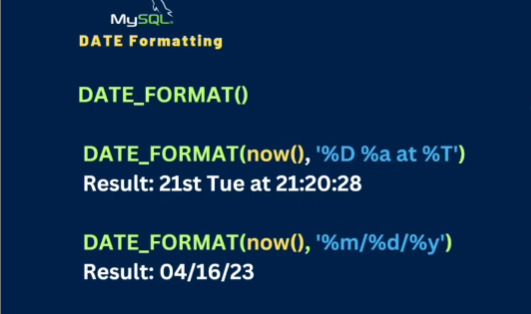 MySQL
DATE Formatting
DATE_FORMAT()
DATE_FORMAT(now(), '%D %a at %T')
Result: 21st Tue at 21:20:28
DATE_FORMAT(now(), '%m/%d/%y')
Result: 04/16/23